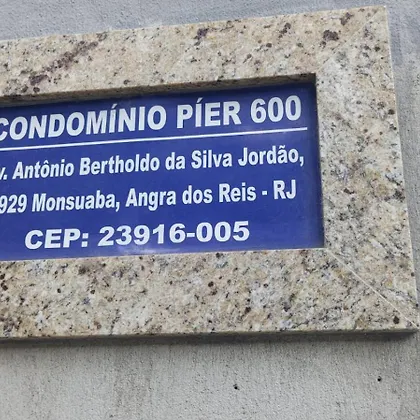 CONDOMÍNIO PÍER 600
v. Antônio Bertholdo da Silva Jordão,
929 Monsuaba, Angra dos Reis - RJ
CEP: 23916-005